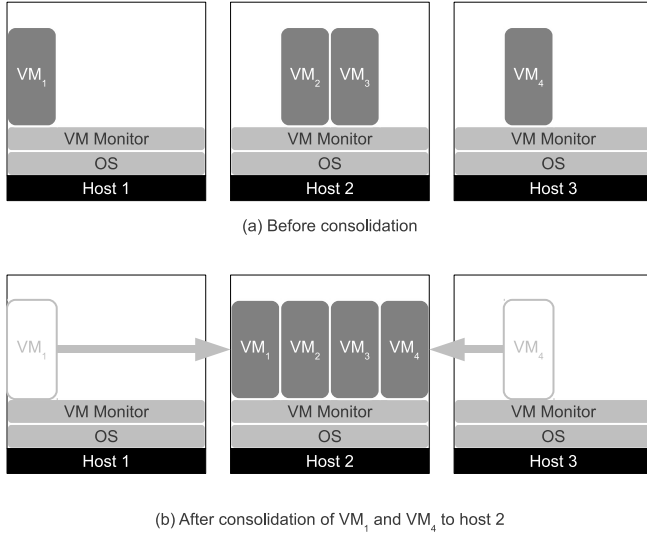 VM₁ VM₂ VM₃ VM₄
VM Monitor VM Monitor VM Monitor
OS OS OS
Host 1 Host 2 Host 3
(a) Before consolidation
VM₁ VM₁ VM₂ VM₃ VM₄ VM₄
VM Monitor VM Monitor VM Monitor
OS OS OS
Host 1 Host 2 Host 3
(b) After consolidation of VM₁ and VM₄ to host 2